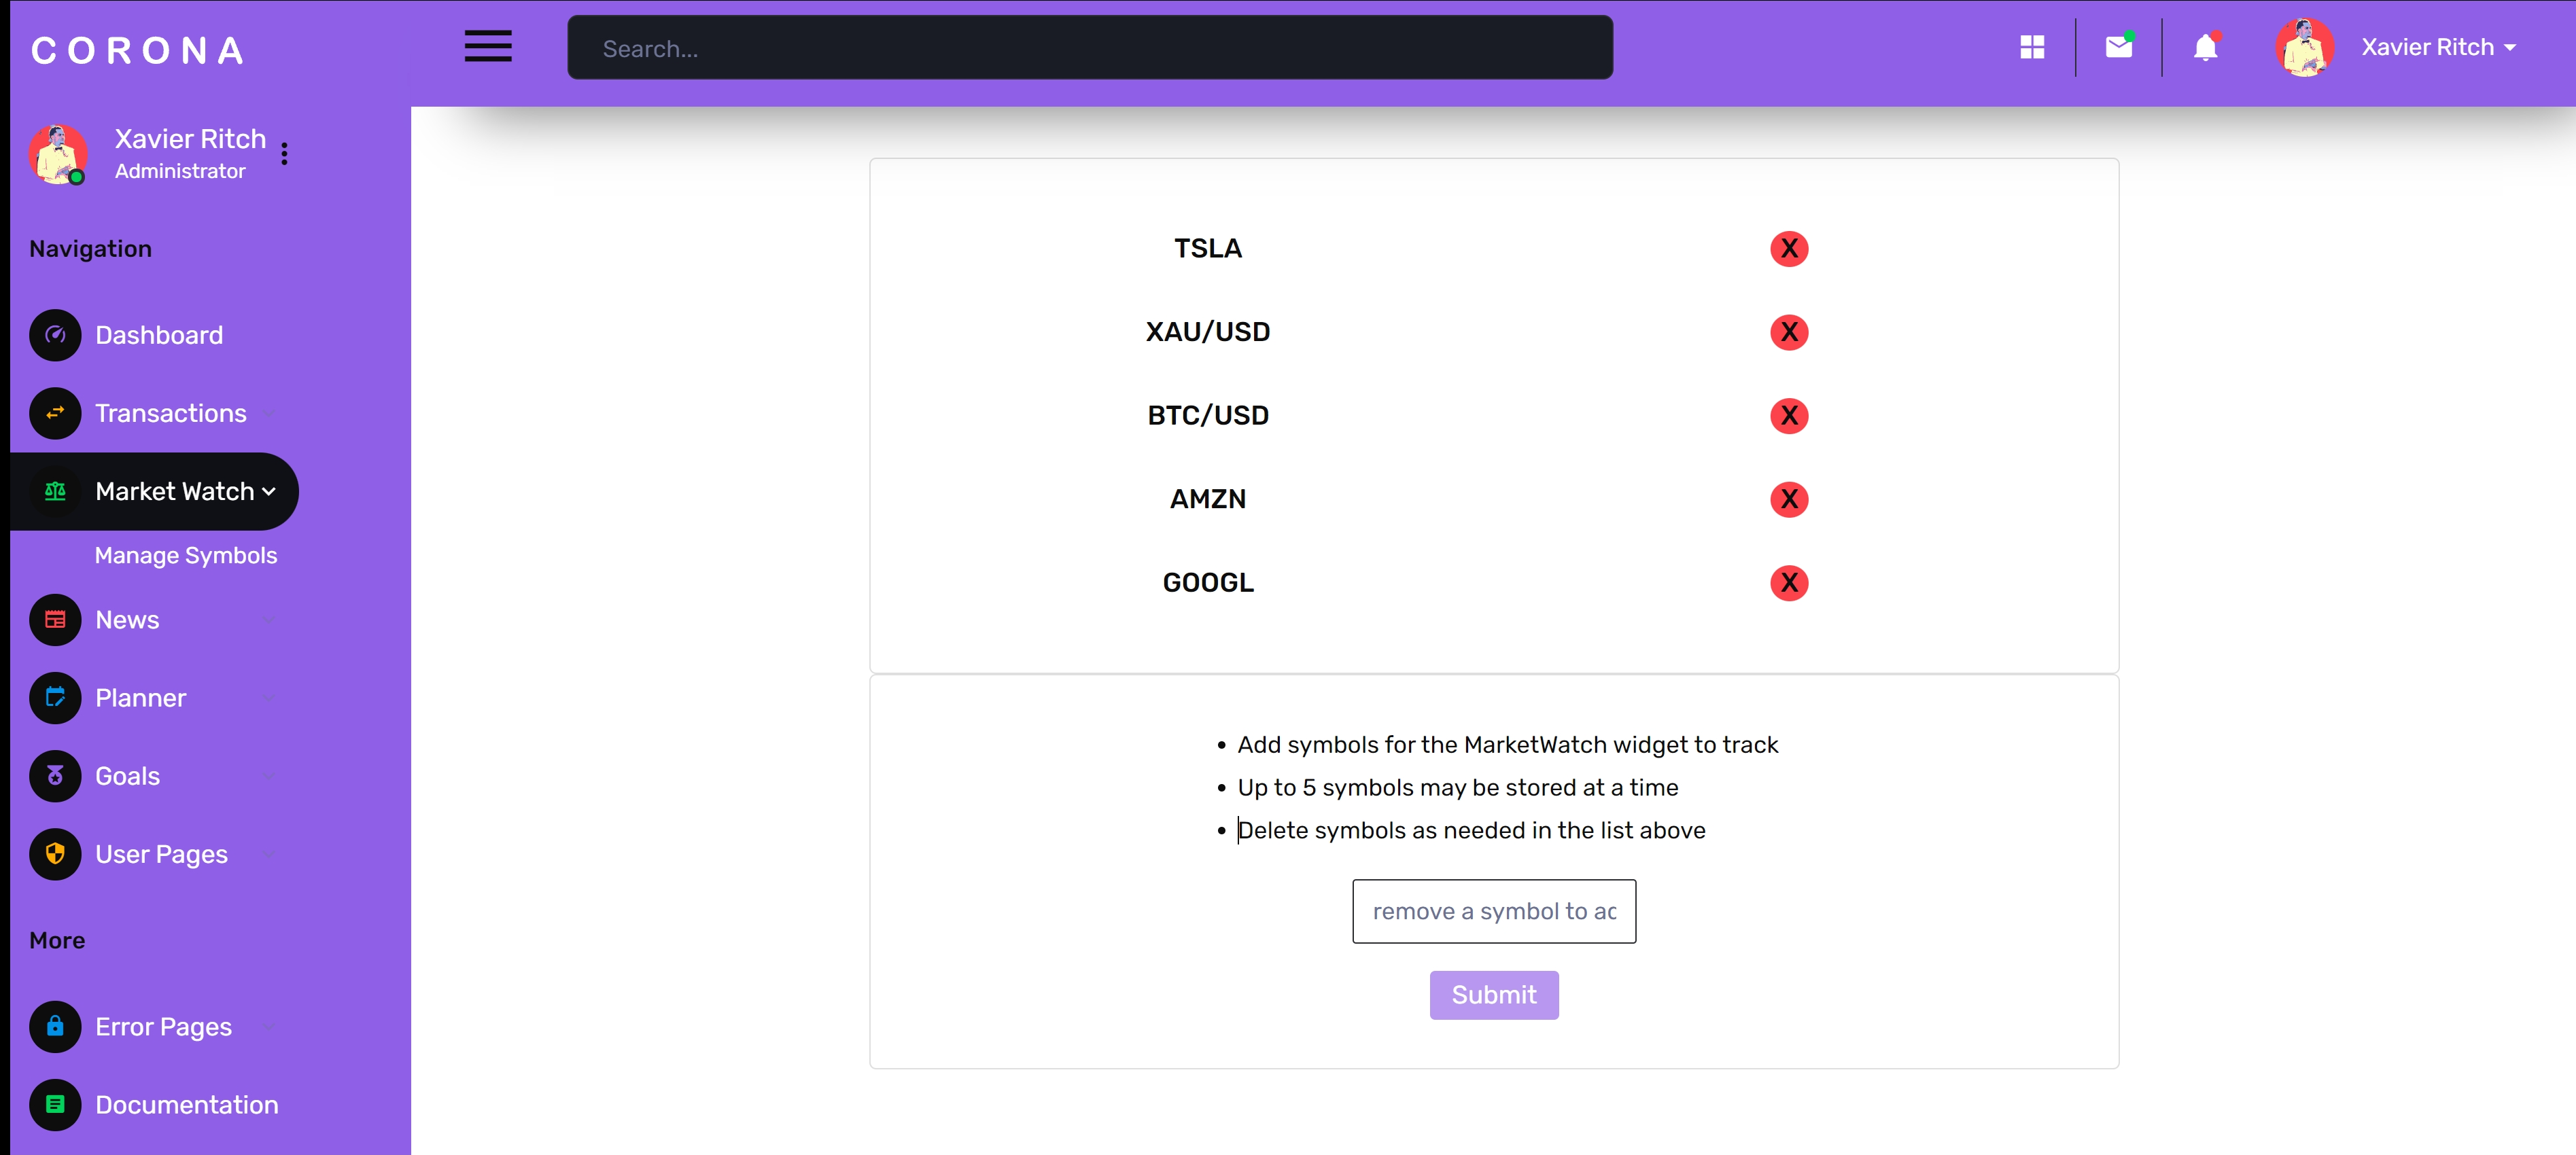 CORONA
Search...
Xavier Ritch
Xavier Ritch
Administrator
Navigation
Dashboard
Transactions
Market Watch
Manage Symbols
News
Planner
Goals
User Pages
More
Error Pages
Documentation
TSLA X
XAU/USD X
BTC/USD X
AMZN X
GOOGL X
• Add symbols for the MarketWatch widget to track
• Up to 5 symbols may be stored at a time
• Delete symbols as needed in the list above
remove a symbol to
Submit